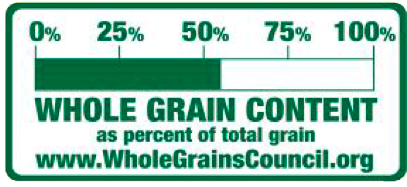 0% 25% 50% 75% 100%
WHOLE GRAIN CONTENT
as percent of total grain
www.WholeGrainsCouncil.org